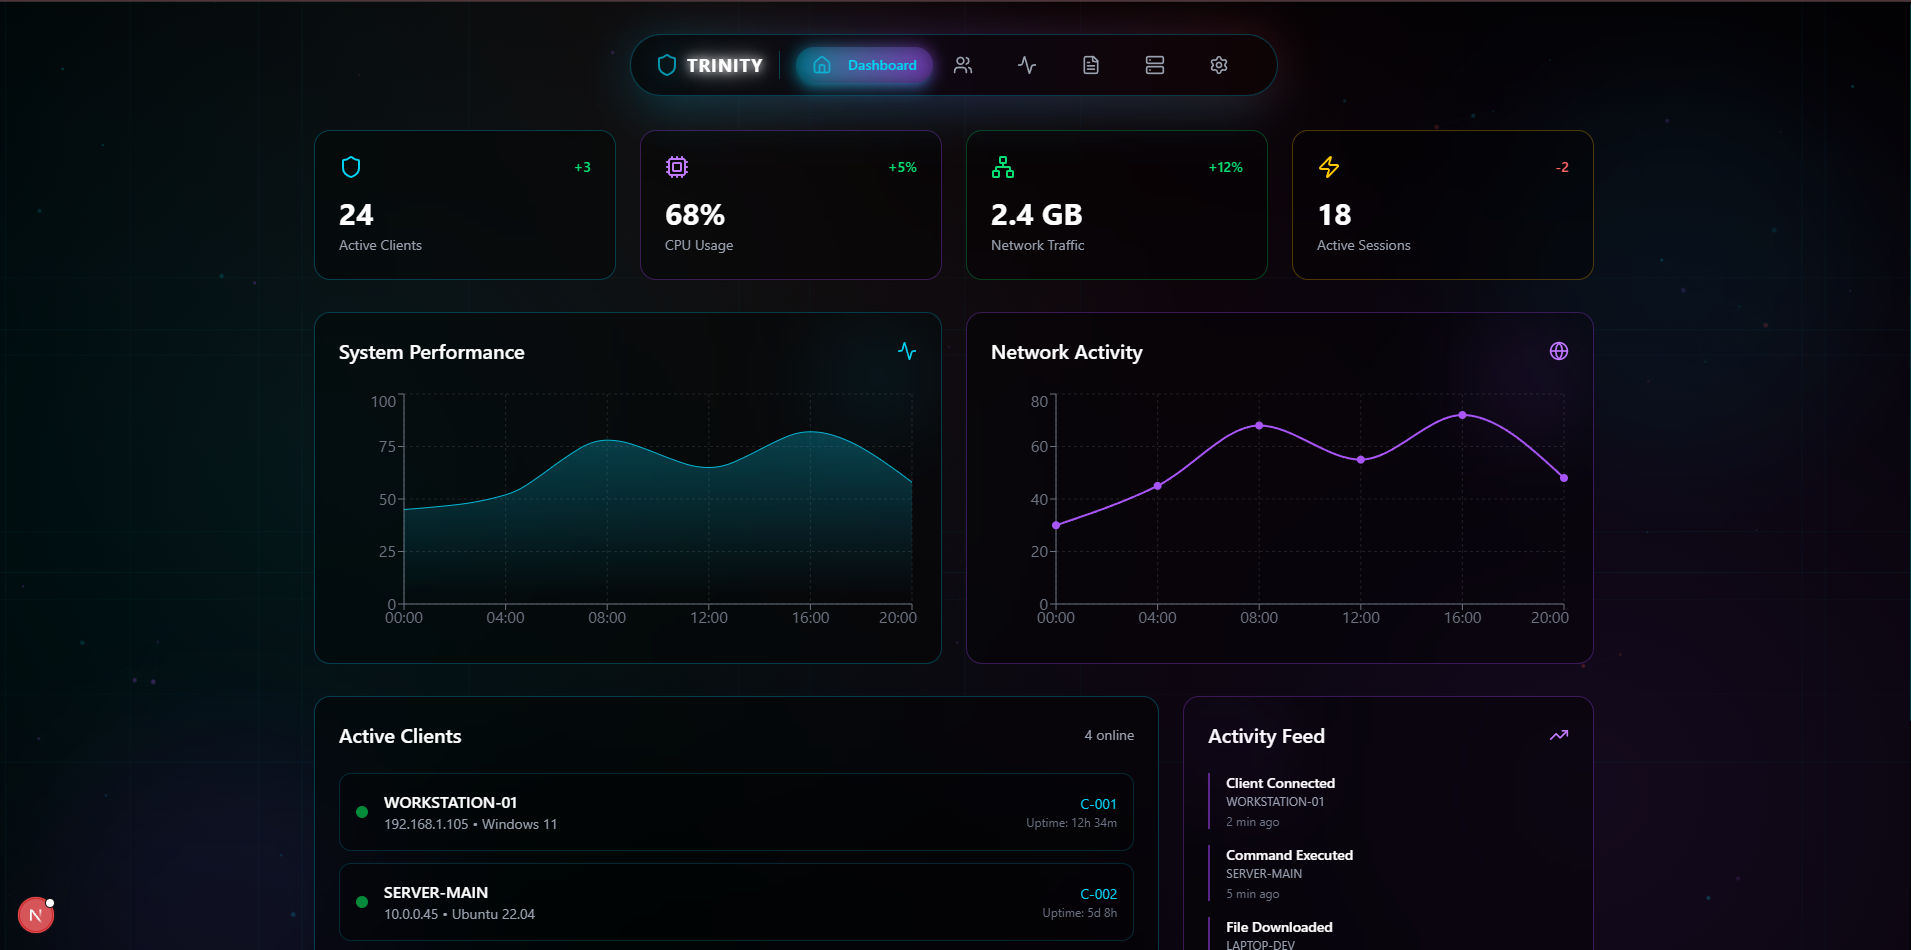 TRINITY
Dashboard
+3
24
Active Clients
+5%
68%
CPU Usage
+12%
2.4 GB
Network Traffic
-2
18
Active Sessions
System Performance
100
75
50
25
0
00:00 04:00 08:00 12:00 16:00 20:00
Network Activity
80
60
40
20
0
00:00 04:00 08:00 12:00 16:00 20:00
Active Clients
4 online
WORKSTATION-01
192.168.1.105 • Windows 11
C-001
Uptime: 12h 34m
SERVER-MAIN
10.0.0.45 • Ubuntu 22.04
C-002
Uptime: 5d 8h
Activity Feed
Client Connected
WORKSTATION-01
2 min ago
Command Executed
SERVER-MAIN
5 min ago
File Downloaded
LAPTOP-DEV
N